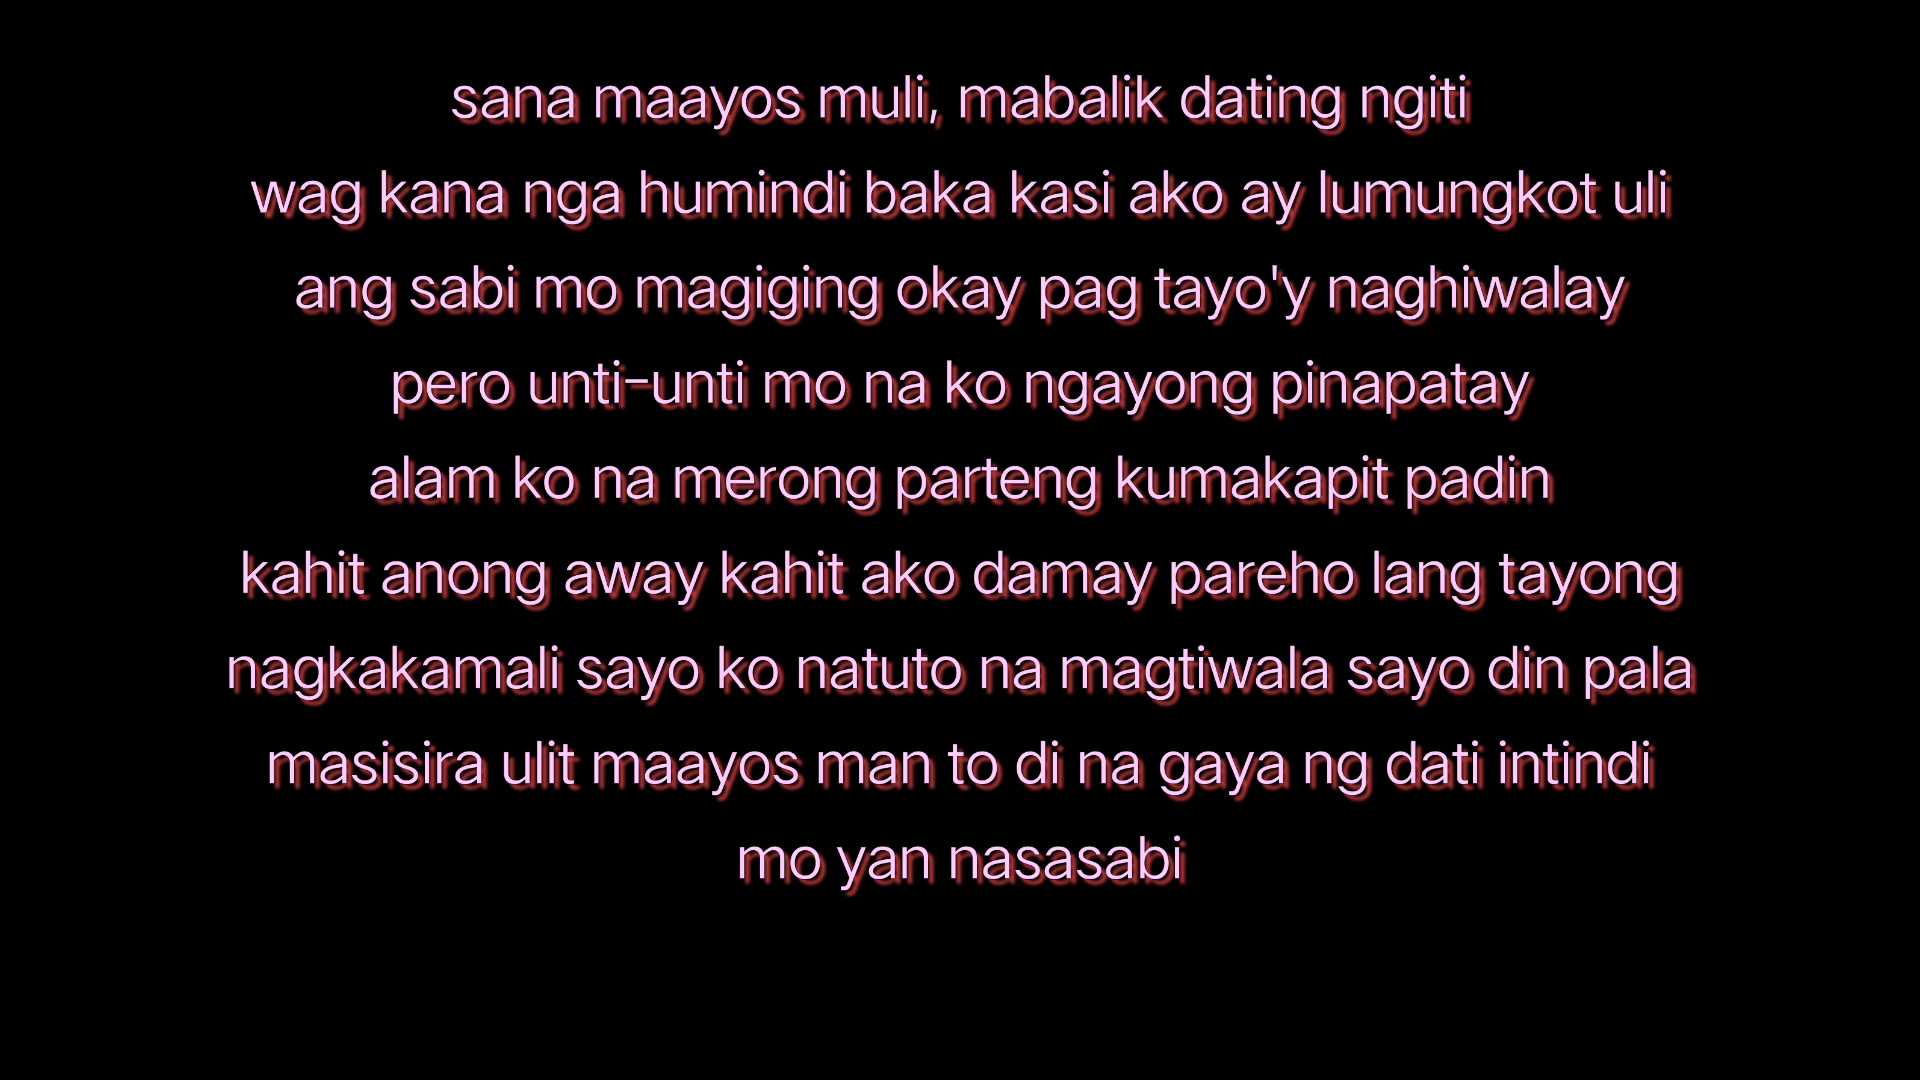 sana maayos muli, mabalik dating ngiti
wag kana nga humindi baka kasi ako ay lumungkot uli
ang sabi mo magiging okay pag tayo'y naghiwalay
pero unti-unti mo na ko ngayong pinapatay
alam ko na merong parteng kumakapit padin
kahit anong away kahit ako damay pareho lang tayong
nagkakamali sayo ko natuto na magtiwala sayo din pala
masisira ulit maayos man to di na gaya ng dati intindi
mo yan nasasabi